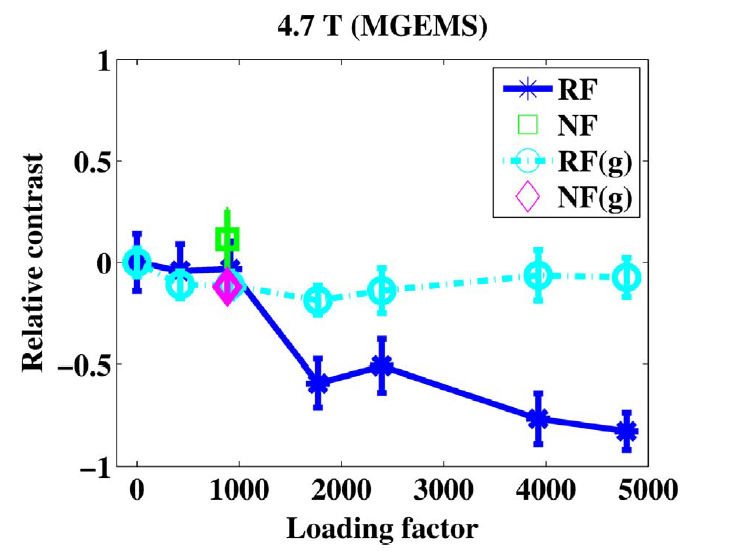 4.7 T (MGEMS)
1
0.5
0
−0.5
−1
Relative contrast
RF
NF
RF(g)
NF(g)
0 1000 2000 3000 4000 5000
Loading factor